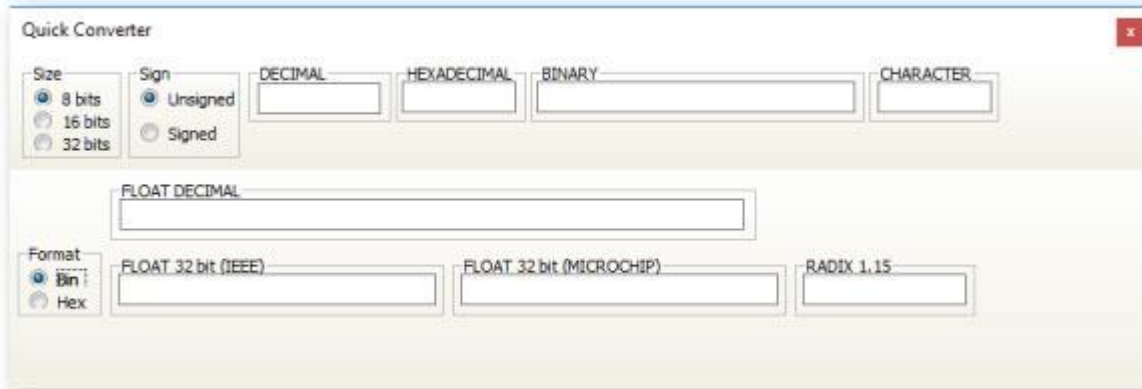 Quick Converter
x
Size
8 bits
16 bits
32 bits
Sign
Unsigned
Signed
DECIMAL
HEXADECIMAL
BINARY
CHARACTER
FLOAT DECIMAL
Format
Bin
Hex
FLOAT 32 bit (IEEE)
FLOAT 32 bit (MICROCHIP)
RADIX 1.15